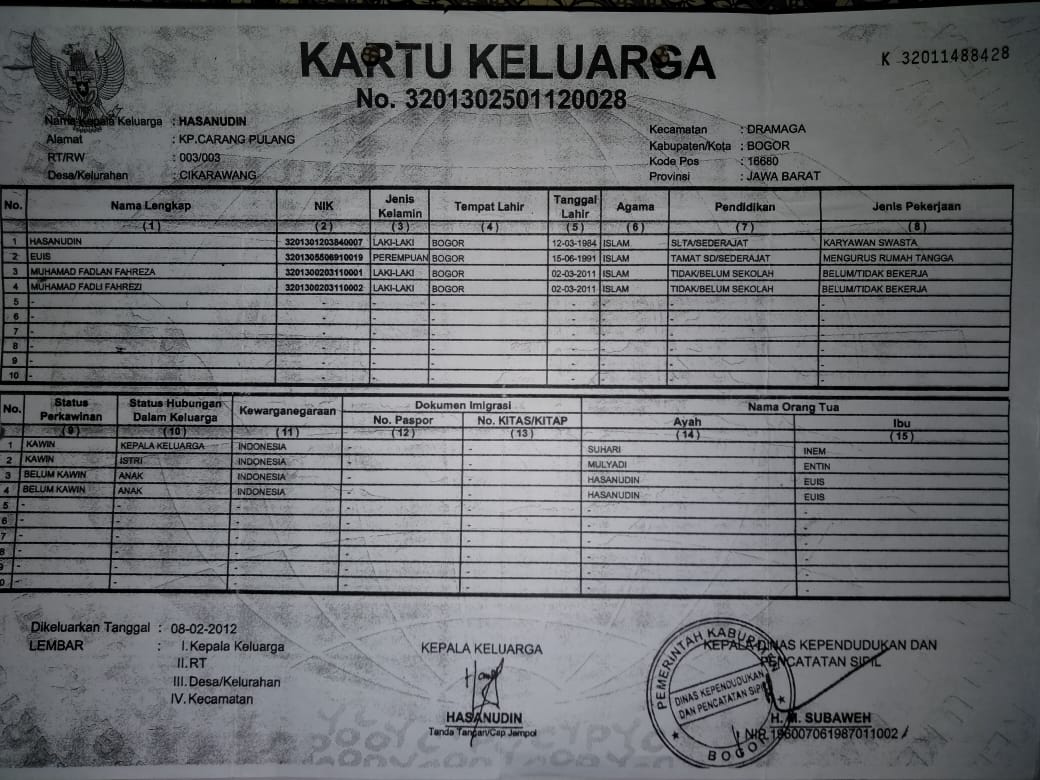 KARTU KELUARGA
No. 3201302501120028
K 32011488428
Nama Kepala Keluarga : HASANUDIN
Alamat : KP.CARANG PULANG
RT/RW : 003/003
Desa/Kelurahan : CIKARAWANG
Kecamatan : DRAMAGA
Kabupaten/Kota : BOGOR
Kode Pos : 16680
Provinsi : JAWA BARAT
No. Nama Lengkap NIK Jenis Kelamin Tempat Lahir Tanggal Lahir Agama Pendidikan Jenis Pekerjaan
(1) (2) (3) (4) (5) (6) (7) (8)
1 HASANUDIN 3201301203840007 LAKI-LAKI BOGOR 12-03-1984 ISLAM SLTA/SEDERAJAT KARYAWAN SWASTA
2 EUIS 3201305506910019 PEREMPUAN BOGOR 15-06-1991 ISLAM TAMAT SD/SEDERAJAT MENGURUS RUMAH TANGGA
3 MUHAMAD FADLAN FAHREZA 3201300203110001 LAKI-LAKI BOGOR 02-03-2011 ISLAM TIDAK/BELUM SEKOLAH BELUM/TIDAK BEKERJA
4 MUHAMAD FADLI FAHREZI 3201300203110002 LAKI-LAKI BOGOR 02-03-2011 ISLAM TIDAK/BELUM SEKOLAH BELUM/TIDAK BEKERJA
5 - - - - - - - -
6 - - - - - - - -
7 - - - - - - - -
8 - - - - - - - -
9 - - - - - - - -
10 - - - - - - - -
No. Status Perkawinan Status Hubungan Dalam Keluarga Kewarganegaraan Dokumen Imigrasi Nama Orang Tua
No. Paspor No. KITAS/KITAP Ayah Ibu
(9) (10) (11) (12) (13) (14) (15)
1 KAWIN KEPALA KELUARGA INDONESIA - - SUHARI INEM
2 KAWIN ISTRI INDONESIA - - MULYADI ENTIN
3 BELUM KAWIN ANAK INDONESIA - - HASANUDIN EUIS
4 BELUM KAWIN ANAK INDONESIA - - HASANUDIN EUIS
5 - - - - - - -
6 - - - - - - -
7 - - - - - - -
8 - - - - - - -
9 - - - - - - -
0 - - - - - - -
Dikeluarkan Tanggal : 08-02-2012
LEMBAR : I. Kepala Keluarga
II. RT
III. Desa/Kelurahan
IV. Kecamatan
KEPALA KELUARGA
HASANUDIN
Tanda Tangan/Cap Jempol
KEPALA DINAS KEPENDUDUKAN DAN
PENCATATAN SIPIL
PEMERINTAH KABUPATEN
DINAS KEPENDUDUKAN
DAN PENCATATAN SIPIL
BOGOR
H. M. SUBAWEH
NIP. 196007061987011002